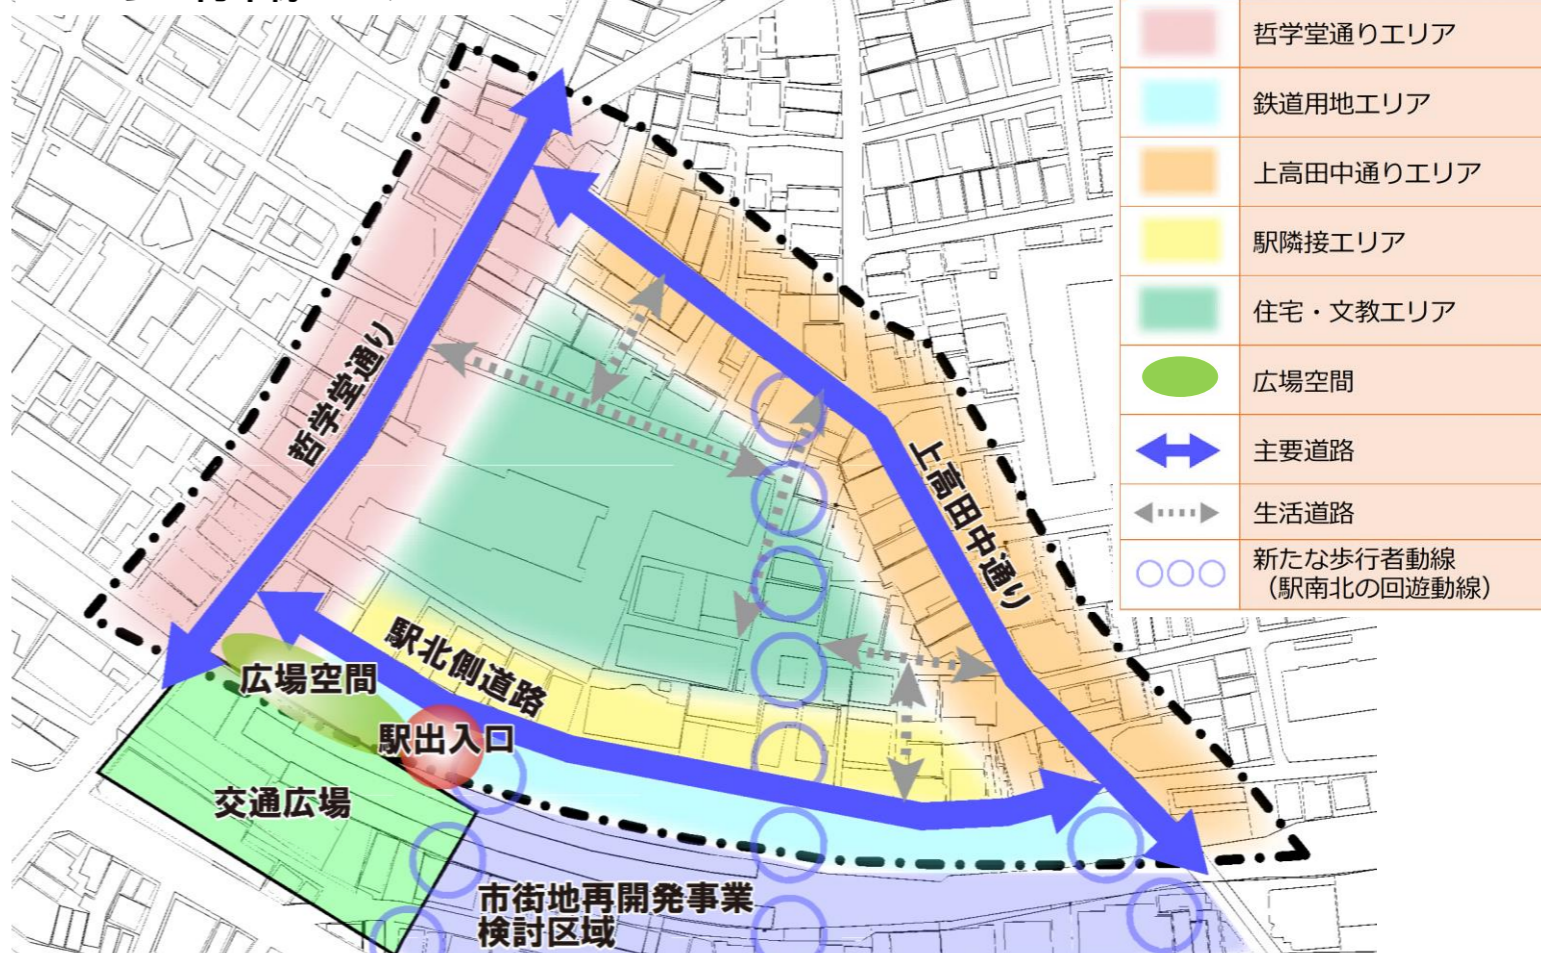 哲学堂通りエリア
鉄道用地エリア
上高田中通りエリア
駅隣接エリア
住宅・文教エリア
広場空間
主要道路
生活道路
新たな歩行者動線
（駅南北の回遊動線）
哲学堂通り
上高田中通り
駅北側道路
広場空間
駅出入口
交通広場
市街地再開発事業
検討区域